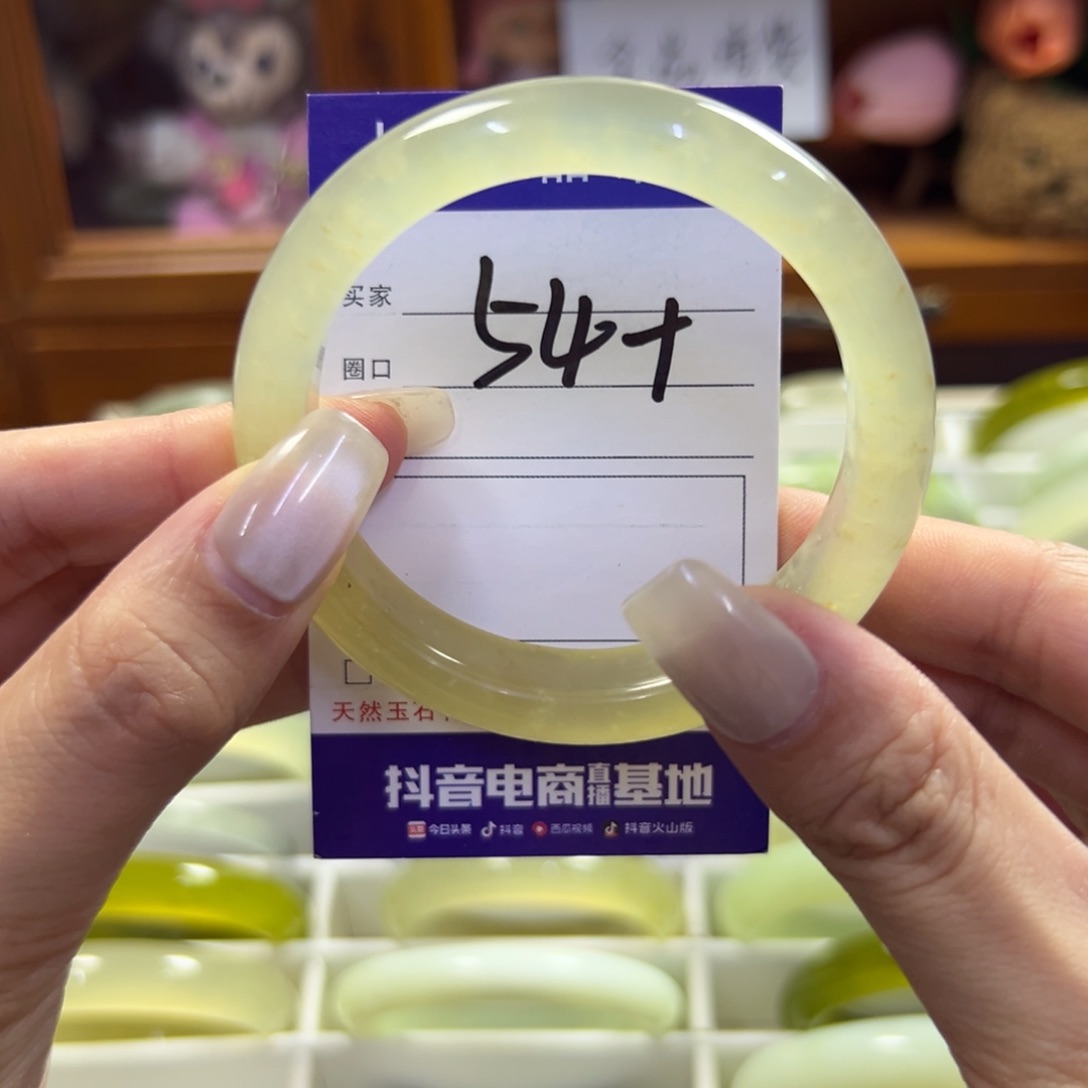 买家
54+
圈口
天然玉石
抖音电商直播基地
今日头条 抖音 西瓜视频 抖音火山版